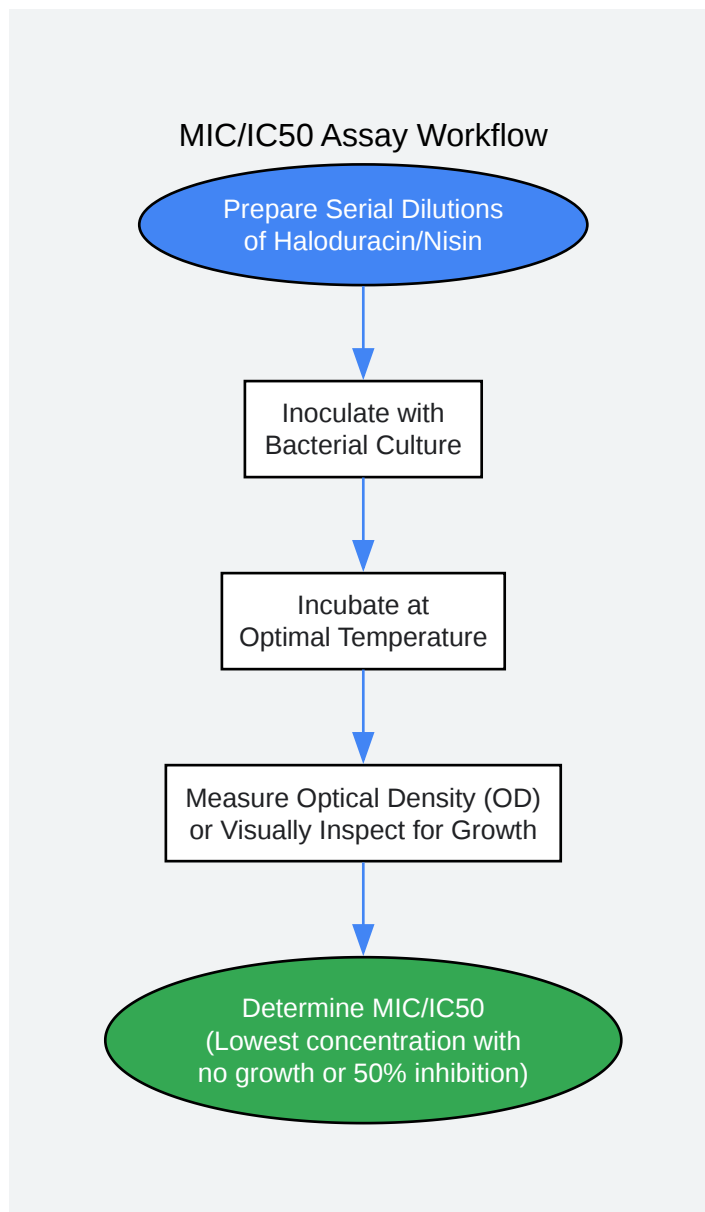 MIC/IC50 Assay Workflow
Prepare Serial Dilutions
of Haloduracin/Nisin
Inoculate with
Bacterial Culture
Incubate at
Optimal Temperature
Measure Optical Density (OD)
or Visually Inspect for Growth
Determine MIC/IC50
(Lowest concentration with
no growth or 50% inhibition)